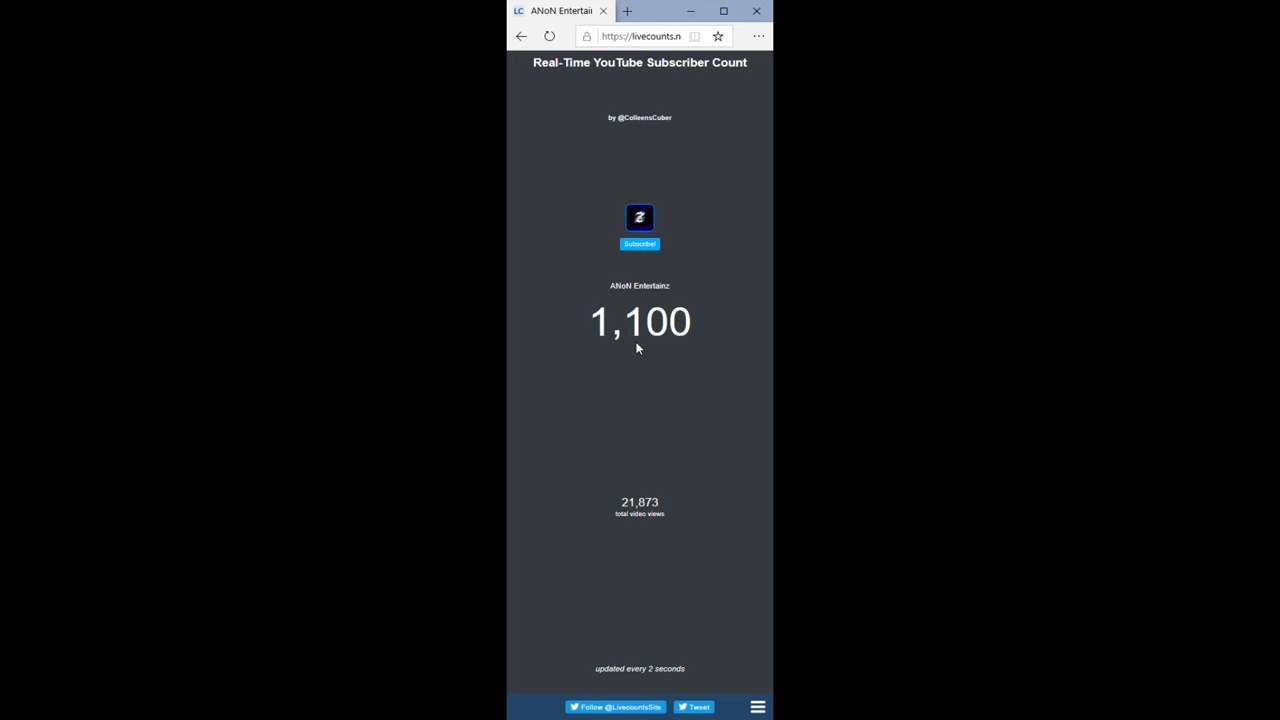 LC ANoN Entertain
https://livecounts.n
Real-Time YouTube Subscriber Count
by @ColleensCuber
Subscribe!
ANoN Entertainz
1,100
21,873
total video views
updated every 2 seconds
Follow @LivecountsSite Tweet